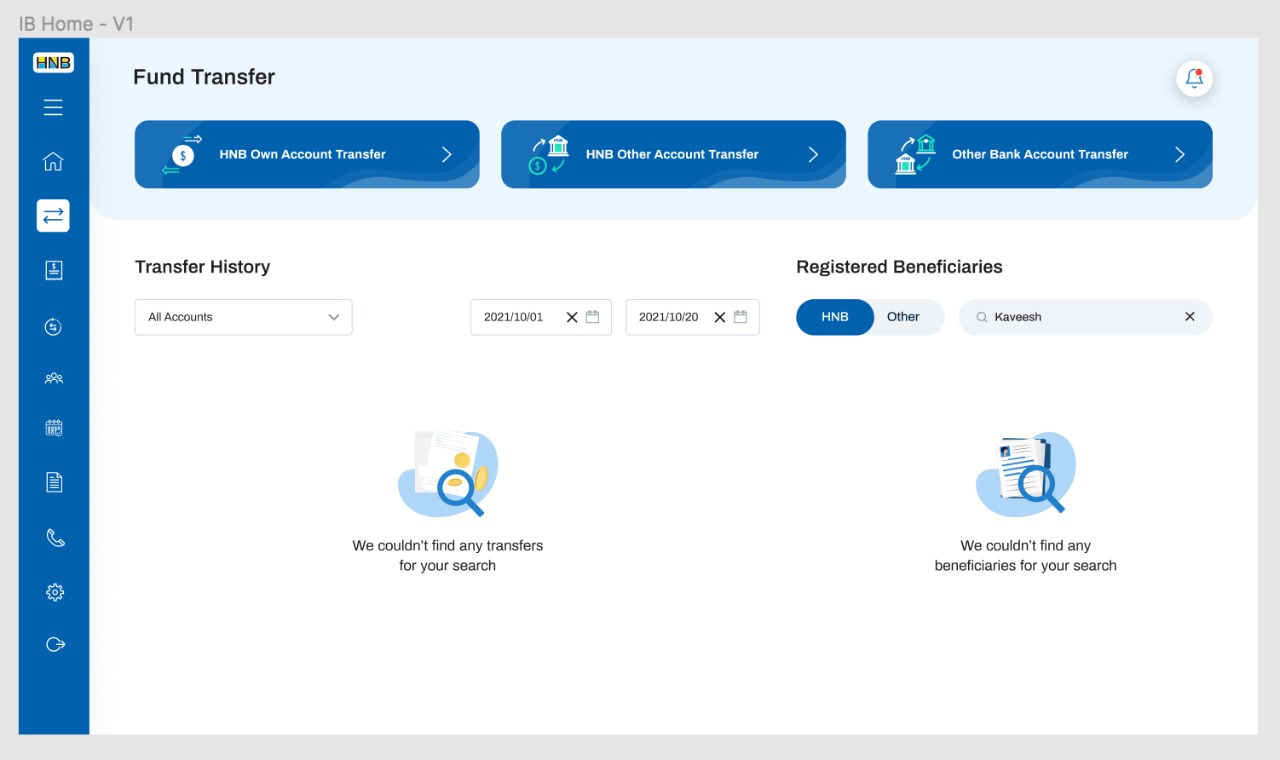 IB Home - V1
HNB
Fund Transfer
HNB Own Account Transfer
HNB Other Account Transfer
Other Bank Account Transfer
Transfer History
Registered Beneficiaries
All Accounts
2021/10/01
2021/10/20
HNB
Other
Kaveesh
We couldn't find any transfers
for your search
We couldn't find any
beneficiaries for your search